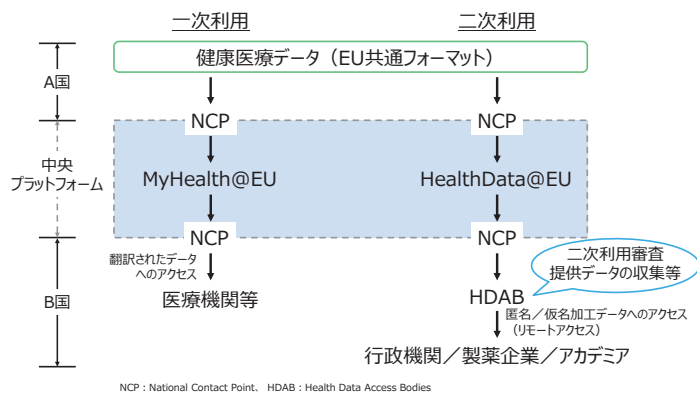 一次利用
二次利用
A国
健康医療データ（EU共通フォーマット）
NCP
NCP
中央
プラットフォーム
MyHealth@EU
HealthData@EU
NCP
NCP
翻訳されたデータ
へのアクセス
二次利用審査
提供データの収集等
B国
医療機関等
HDAB
匿名／仮名加工データへのアクセス
（リモートアクセス）
行政機関／製薬企業／アカデミア
NCP：National Contact Point、 HDAB：Health Data Access Bodies